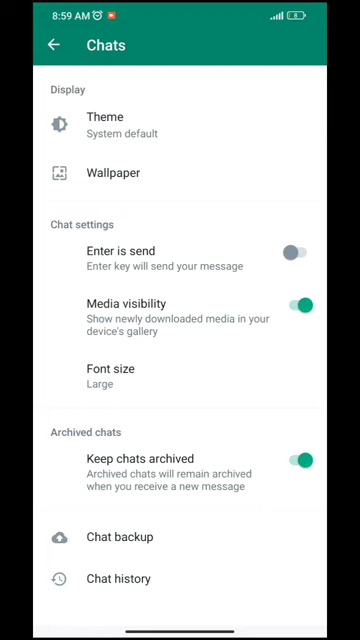 8:59 AM
Chats
Display
Theme
System default
Wallpaper
Chat settings
Enter is send
Enter key will send your message
Media visibility
Show newly downloaded media in your
device's gallery
Font size
Large
Archived chats
Keep chats archived
Archived chats will remain archived
when you receive a new message
Chat backup
Chat history